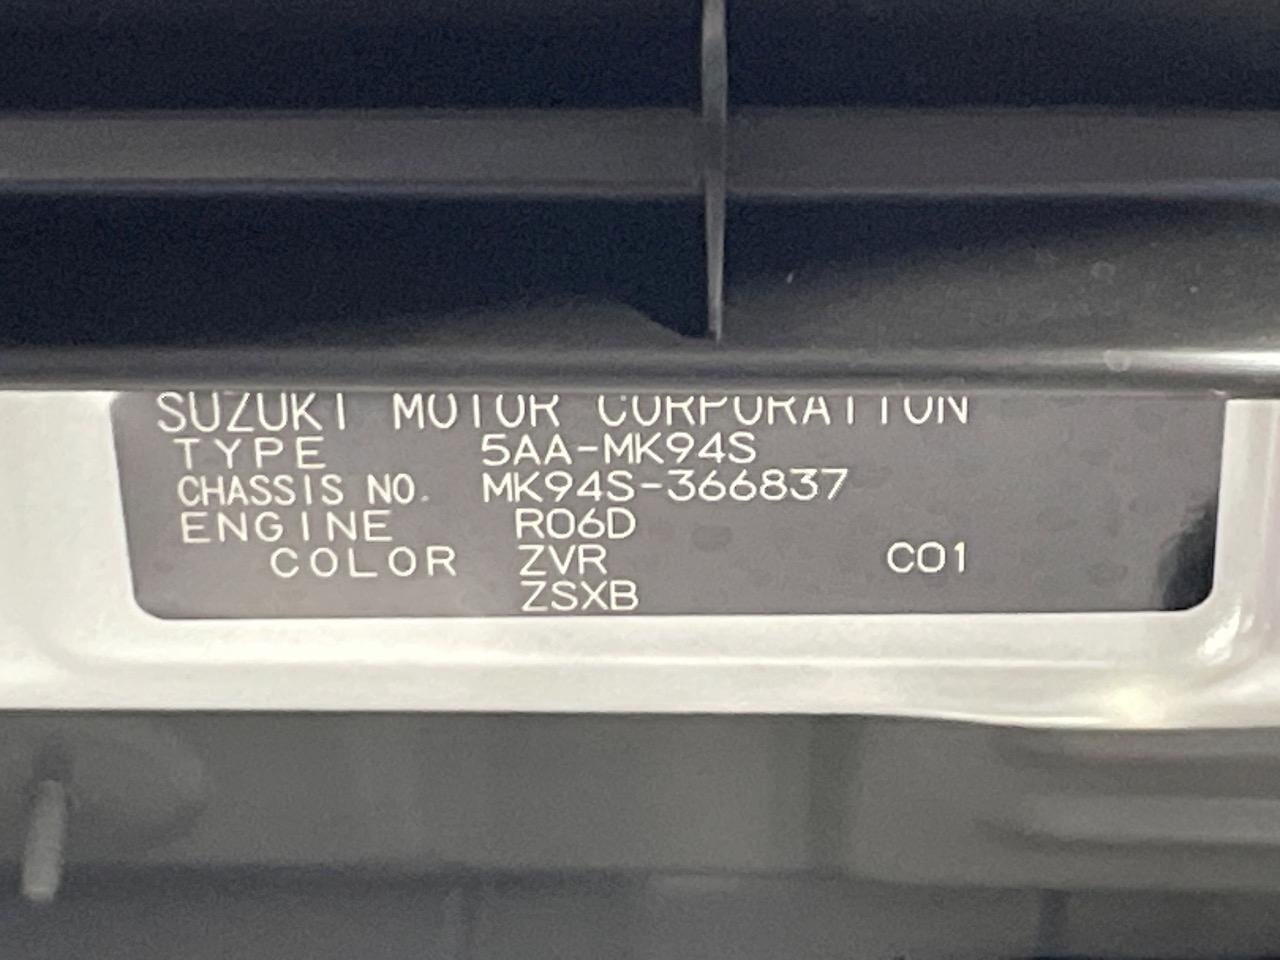 SUZUKI MOTOR CORPORATION
TYPE 5AA-MK94S
CHASSIS NO. MK94S-366837
ENGINE R06D
COLOR ZVR C01
ZSXB